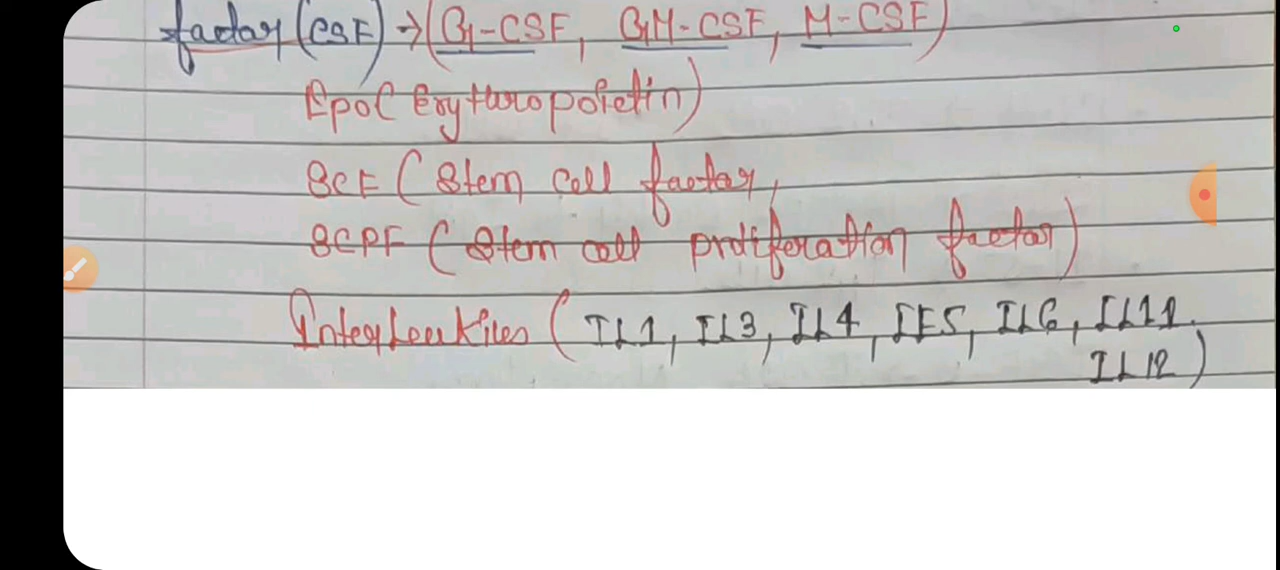 factor (CSF) → (G-CSF, GM-CSF, M-CSF)
Epo( Erythropoietin)
SCF ( Stem cell factor,
SCPF ( Stem cell proliferation factor)
Interleukines ( IL1, IL3, IL4, IL5, IL6, IL11,
IL12 )